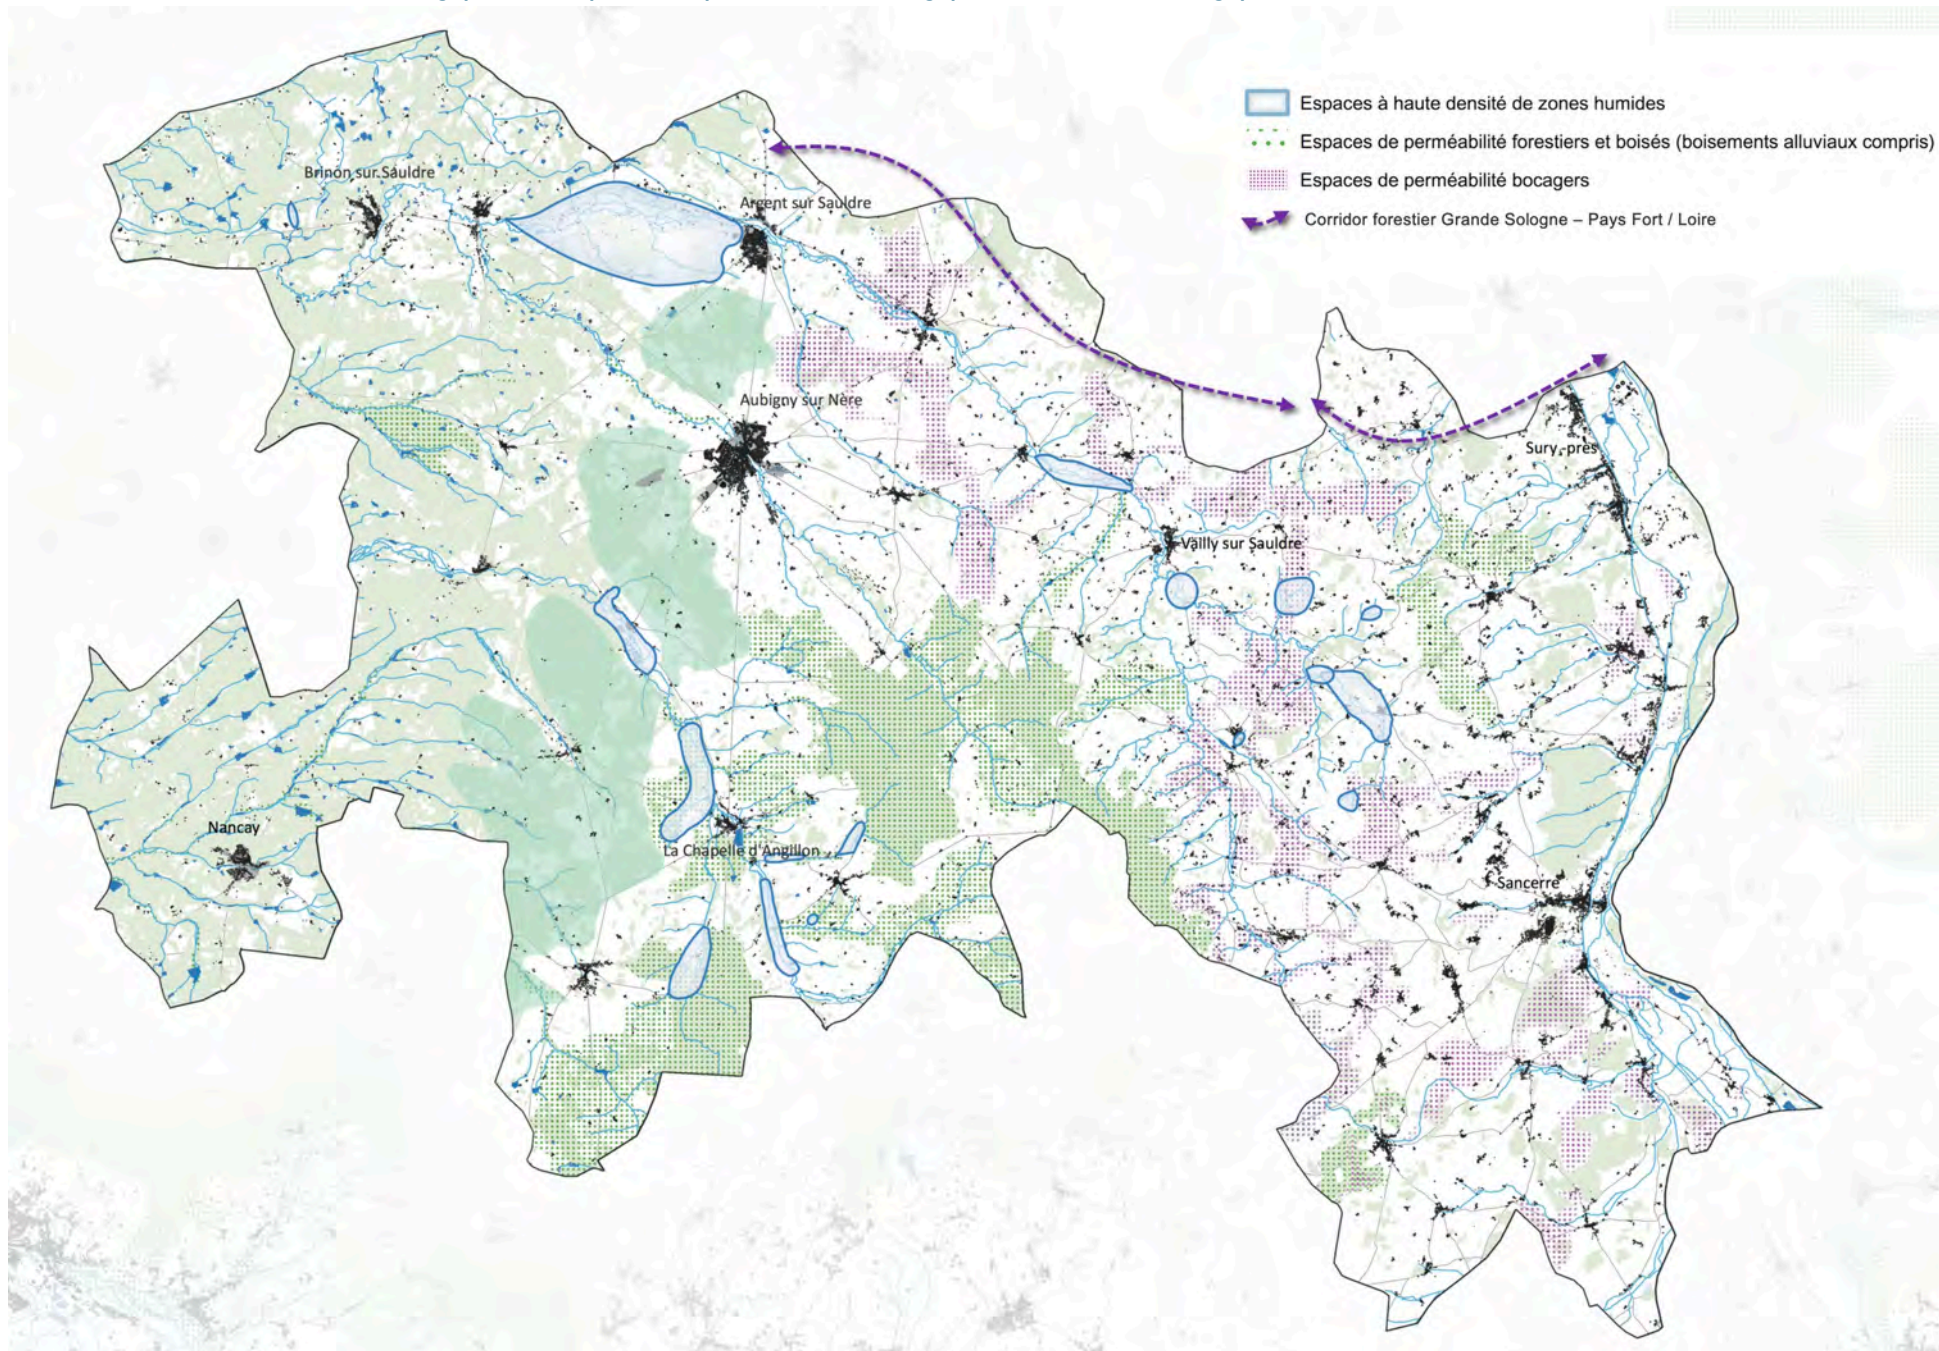 Espaces à haute densité de zones humides
Espaces de perméabilité forestiers et boisés (boisements alluviaux compris)
Espaces de perméabilité bocagers
Corridor forestier Grande Sologne – Pays Fort / Loire
Brinon sur Sauldre
Argent sur Sauldre
Aubigny sur Nère
Sury-près
Vailly sur Sauldre
Nancay
La Chapelle d'Angillon
Sancerre